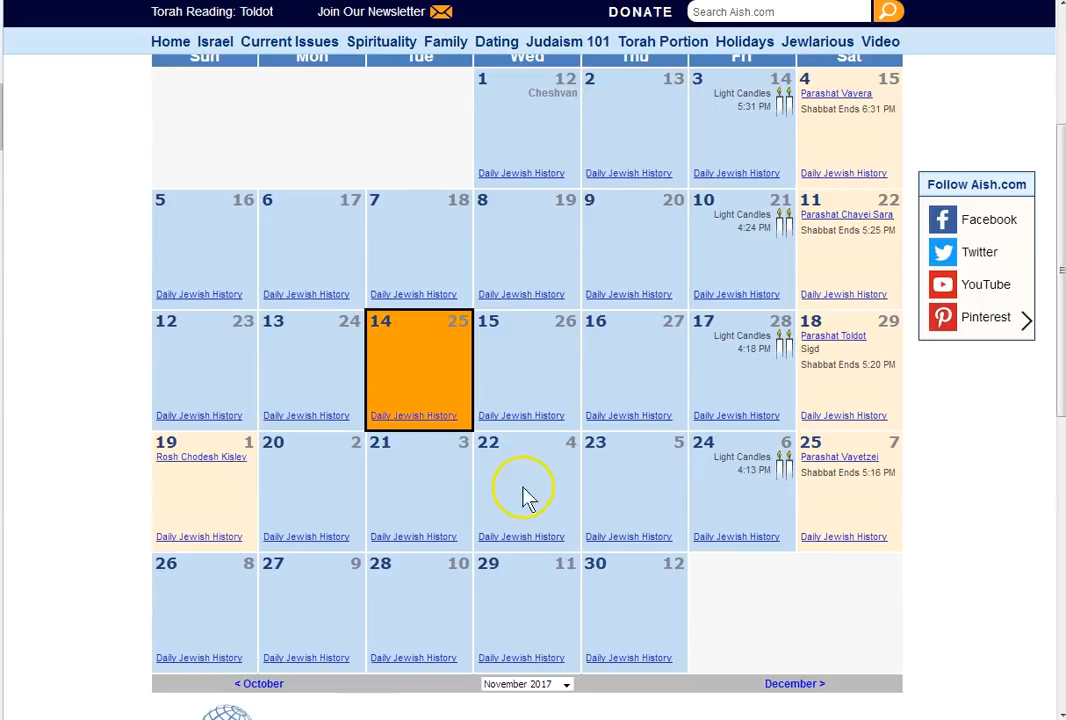 Torah Reading: Toldot Join Our Newsletter DONATE Search Aish.com
Home Israel Current Issues Spirituality Family Dating Judaism 101 Torah Portion Holidays Jewlarious Video
Sun Mon Tue Wed Thu Fri Sat
1 12 2 13 3 14 4 15
Cheshvan Light Candles Parashat Vayera
5:31 PM Shabbat Ends 6:31 PM
Daily Jewish History Daily Jewish History Daily Jewish History Daily Jewish History
5 16 6 17 7 18 8 19 9 20 10 21 11 22
Light Candles Parashat Chayei Sara
4:24 PM Shabbat Ends 5:25 PM
Daily Jewish History Daily Jewish History Daily Jewish History Daily Jewish History Daily Jewish History Daily Jewish History Daily Jewish History
12 23 13 24 14 25 15 26 16 27 17 28 18 29
Light Candles Parashat Toldot
4:18 PM Sigd
Shabbat Ends 5:20 PM
Daily Jewish History Daily Jewish History Daily Jewish History Daily Jewish History Daily Jewish History Daily Jewish History Daily Jewish History
19 1 20 2 21 3 22 4 23 5 24 6 25 7
Rosh Chodesh Kislev Light Candles Parashat Vayetzei
4:13 PM Shabbat Ends 5:16 PM
Daily Jewish History Daily Jewish History Daily Jewish History Daily Jewish History Daily Jewish History Daily Jewish History Daily Jewish History
26 8 27 9 28 10 29 11 30 12
Daily Jewish History Daily Jewish History Daily Jewish History Daily Jewish History Daily Jewish History
< October November 2017 December >
Follow Aish.com
Facebook
Twitter
YouTube
Pinterest